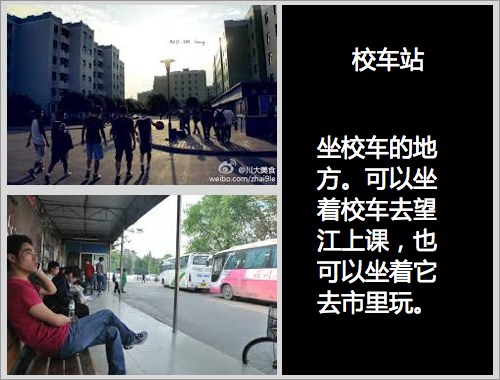 校车站
坐校车的地
方。可以坐
着校车去望
江上课，也
可以坐着它
去市里玩。
@川大美食
weibo.com/zhai9le